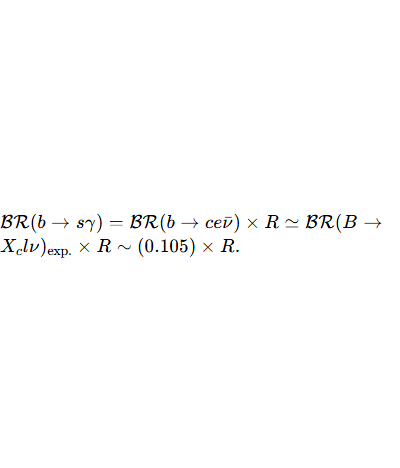 𝓑𝓡(b → sγ) = 𝓑𝓡(b → ceν̄) × R ≃ 𝓑𝓡(B →
X_c lν)_exp. × R ∼ (0.105) × R.